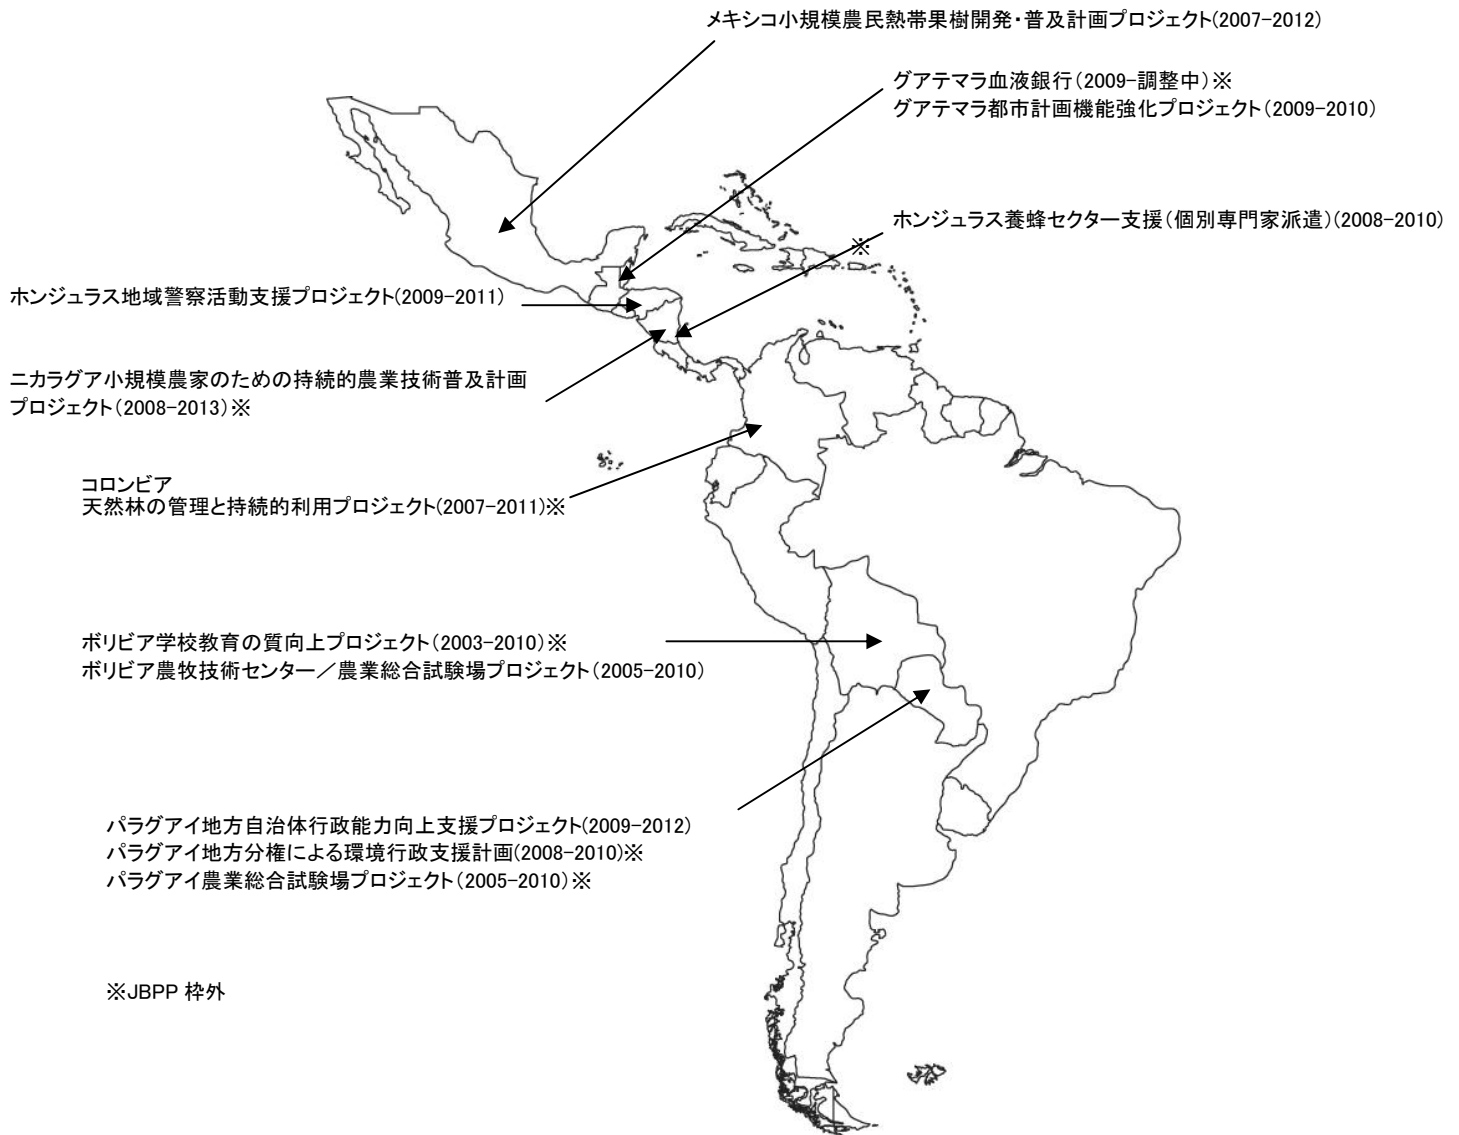 メキシコ小規模農民熱帯果樹開発・普及計画プロジェクト(2007-2012)
グアテマラ血液銀行(2009-調整中)※
グアテマラ都市計画機能強化プロジェクト(2009-2010)
ホンジュラス養蜂セクター支援(個別専門家派遣)(2008-2010)
※
ホンジュラス地域警察活動支援プロジェクト(2009-2011)
ニカラグア小規模農家のための持続的農業技術普及計画
プロジェクト(2008-2013)※
コロンビア
天然林の管理と持続的利用プロジェクト(2007-2011)※
ボリビア学校教育の質向上プロジェクト(2003-2010)※
ボリビア農牧技術センター/農業総合試験場プロジェクト(2005-2010)
パラグアイ地方自治体行政能力向上支援プロジェクト(2009-2012)
パラグアイ地方分権による環境行政支援計画(2008-2010)※
パラグアイ農業総合試験場プロジェクト(2005-2010)※
※JBPP 枠外